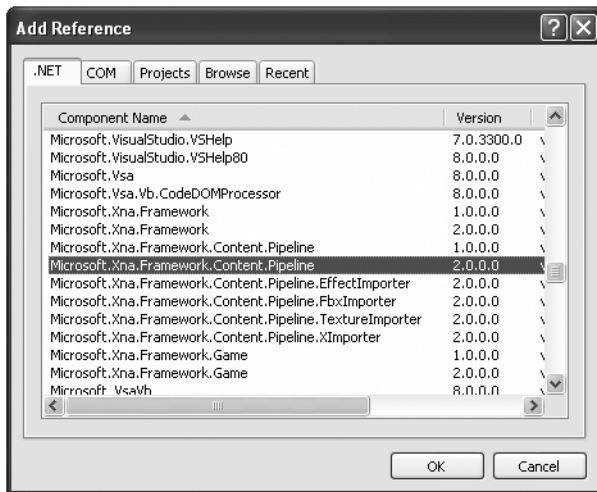 Add Reference
.NET COM Projects Browse Recent
Component Name Version
Microsoft.VisualStudio.VSHelp 7.0.3300.0
Microsoft.VisualStudio.VSHelp80 8.0.0.0
Microsoft.Vsa 8.0.0.0
Microsoft.Vsa.Vb.CodeDOMProcessor 8.0.0.0
Microsoft.Xna.Framework 1.0.0.0
Microsoft.Xna.Framework 2.0.0.0
Microsoft.Xna.Framework.Content.Pipeline 1.0.0.0
Microsoft.Xna.Framework.Content.Pipeline 2.0.0.0
Microsoft.Xna.Framework.Content.Pipeline.EffectImporter 2.0.0.0
Microsoft.Xna.Framework.Content.Pipeline.FbxImporter 2.0.0.0
Microsoft.Xna.Framework.Content.Pipeline.TextureImporter 2.0.0.0
Microsoft.Xna.Framework.Content.Pipeline.XImporter 2.0.0.0
Microsoft.Xna.Framework.Game 1.0.0.0
Microsoft.Xna.Framework.Game 2.0.0.0
Microsoft_VsaVb 8.0.0.0
OK Cancel